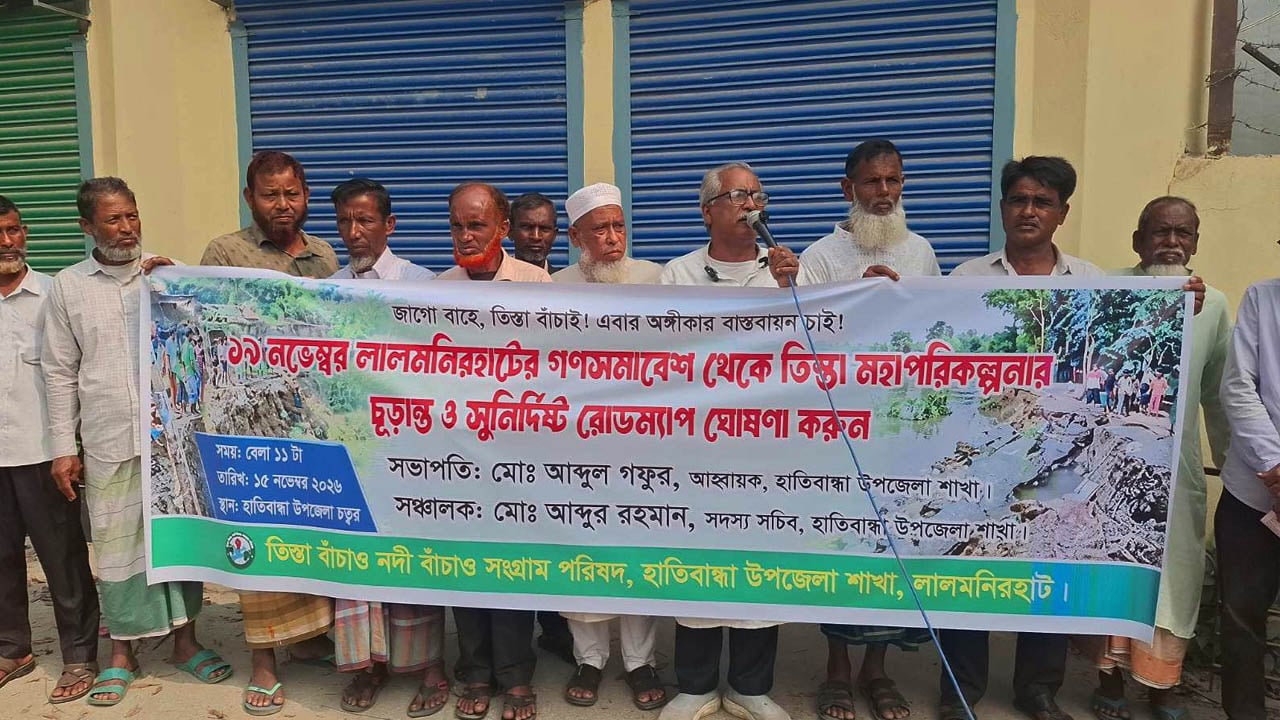 জাগো বাহে, তিস্তা বাঁচাই! এবার অঙ্গীকার বাস্তবায়ন চাই!
১৯ নভেম্বর লালমনিরহাটের গণসমাবেশ থেকে তিস্তা মহাপরিকল্পনার
চূড়ান্ত ও সুনির্দিষ্ট রোডম্যাপ ঘোষণা করুন
সময়: বেলা ১১ টা
তারিখ: ১৫ নভেম্বর ২০২৬
স্থান: হাতিবান্ধা উপজেলা চত্বর
সভাপতি: মোঃ আব্দুল গফুর, আহ্বায়ক, হাতিবান্ধা উপজেলা শাখা।
সঞ্চালক: মোঃ আব্দুর রহমান, সদস্য সচিব, হাতিবান্ধা উপজেলা শাখা।
তিস্তা বাঁচাও নদী বাঁচাও সংগ্রাম পরিষদ, হাতিবান্ধা উপজেলা শাখা, লালমনিরহাট।